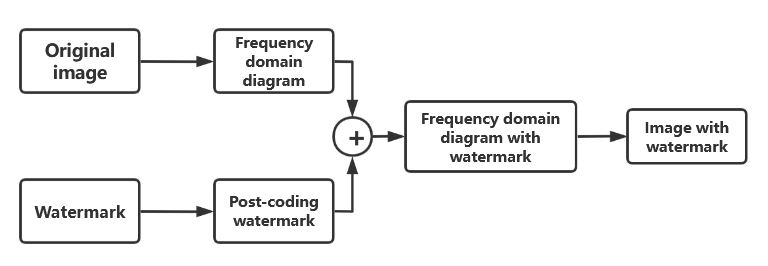 Original
image
Frequency
domain
diagram
+
Frequency domain
diagram with
watermark
Image with
watermark
Watermark
Post-coding
watermark